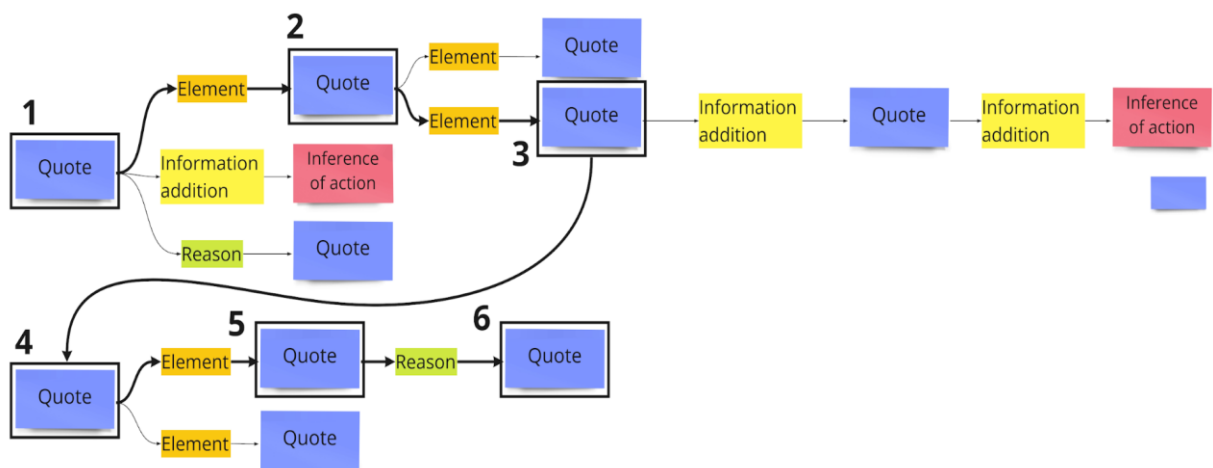 1
Quote
Element
2
Quote
Element
Quote
Element
3
Quote
Information
addition
Quote
Information
addition
Inference
of action
Information
addition
Inference
of action
Reason
Quote
4
Quote
Element
5
Quote
Reason
6
Quote
Element
Quote